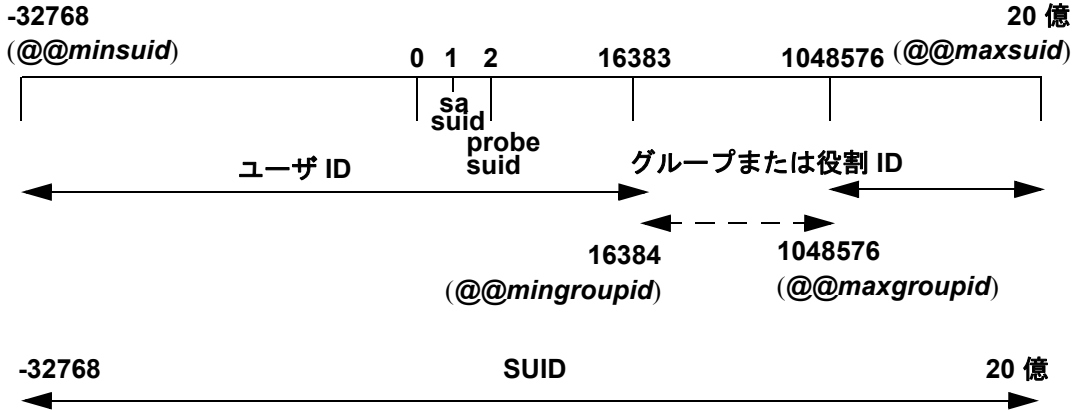 -32768
20 億
(@@minsuid)
0 1 2 16383 1048576 (@@maxsuid)
sa
suid
probe
suid
ユーザ ID
グループまたは役割 ID
16384
1048576
(@@mingroupid)
(@@maxgroupid)
-32768 SUID 20 億